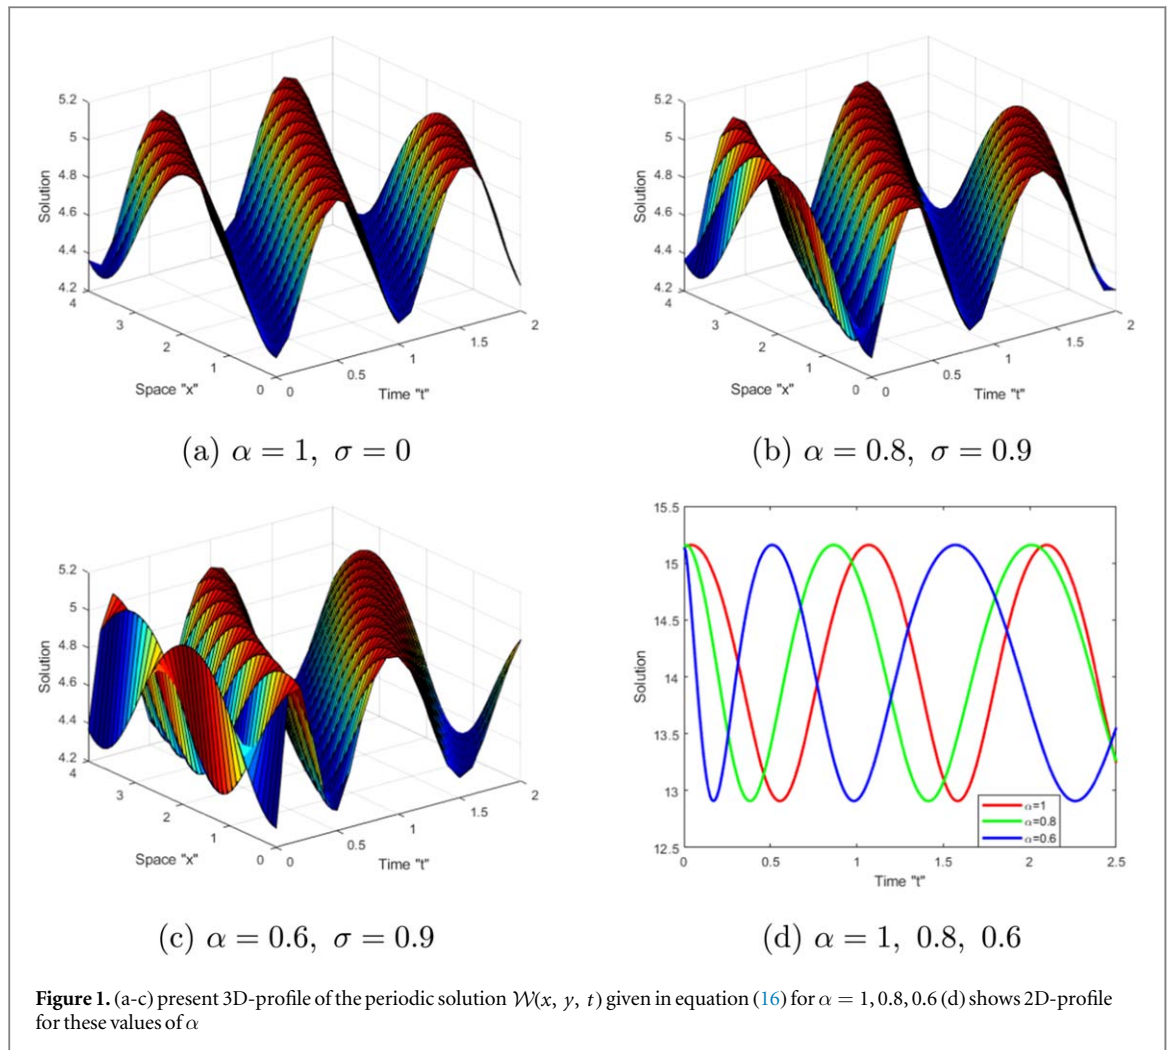 5.2
5
4.8
4.6
4.4
4.2
Solution
4
3
2
1
0
Space "x"
0
0.5
1
1.5
2
Time "t"
(a) α = 1, σ = 0
5.2
5
4.8
4.6
4.4
4.2
Solution
4
3
2
1
0
Space "x"
0
0.5
1
1.5
2
Time "t"
(b) α = 0.8, σ = 0.9
5.2
5
4.8
4.6
4.4
4.2
Solution
4
3
2
1
0
Space "x"
0
0.5
1
1.5
2
Time "t"
(c) α = 0.6, σ = 0.9
15.5
15
14.5
14
13.5
13
12.5
Solution
α=1
α=0.8
α=0.6
0 0.5 1 1.5 2 2.5
Time "t"
(d) α = 1, 0.8, 0.6
Figure 1. (a-c) present 3D-profile of the periodic solution 𝒲(x, y, t) given in equation (16) for α = 1, 0.8, 0.6 (d) shows 2D-profile
for these values of α